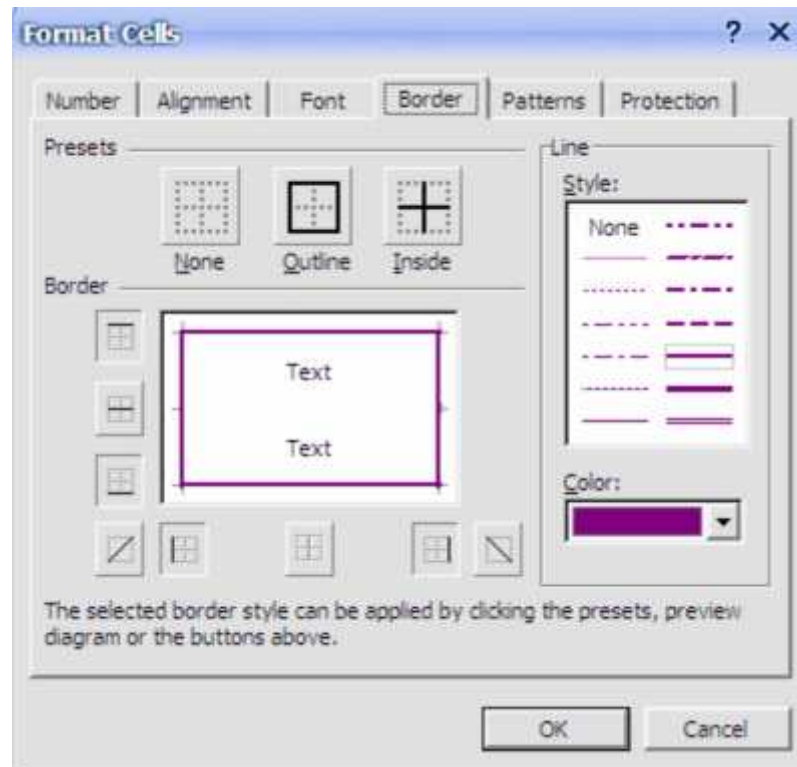 Format Cells ? ×
Number Alignment Font Border Patterns Protection
Presets
None Outline Inside
Border
Text
Text
Line
Style:
None
Color:
The selected border style can be applied by clicking the presets, preview
diagram or the buttons above.
OK Cancel